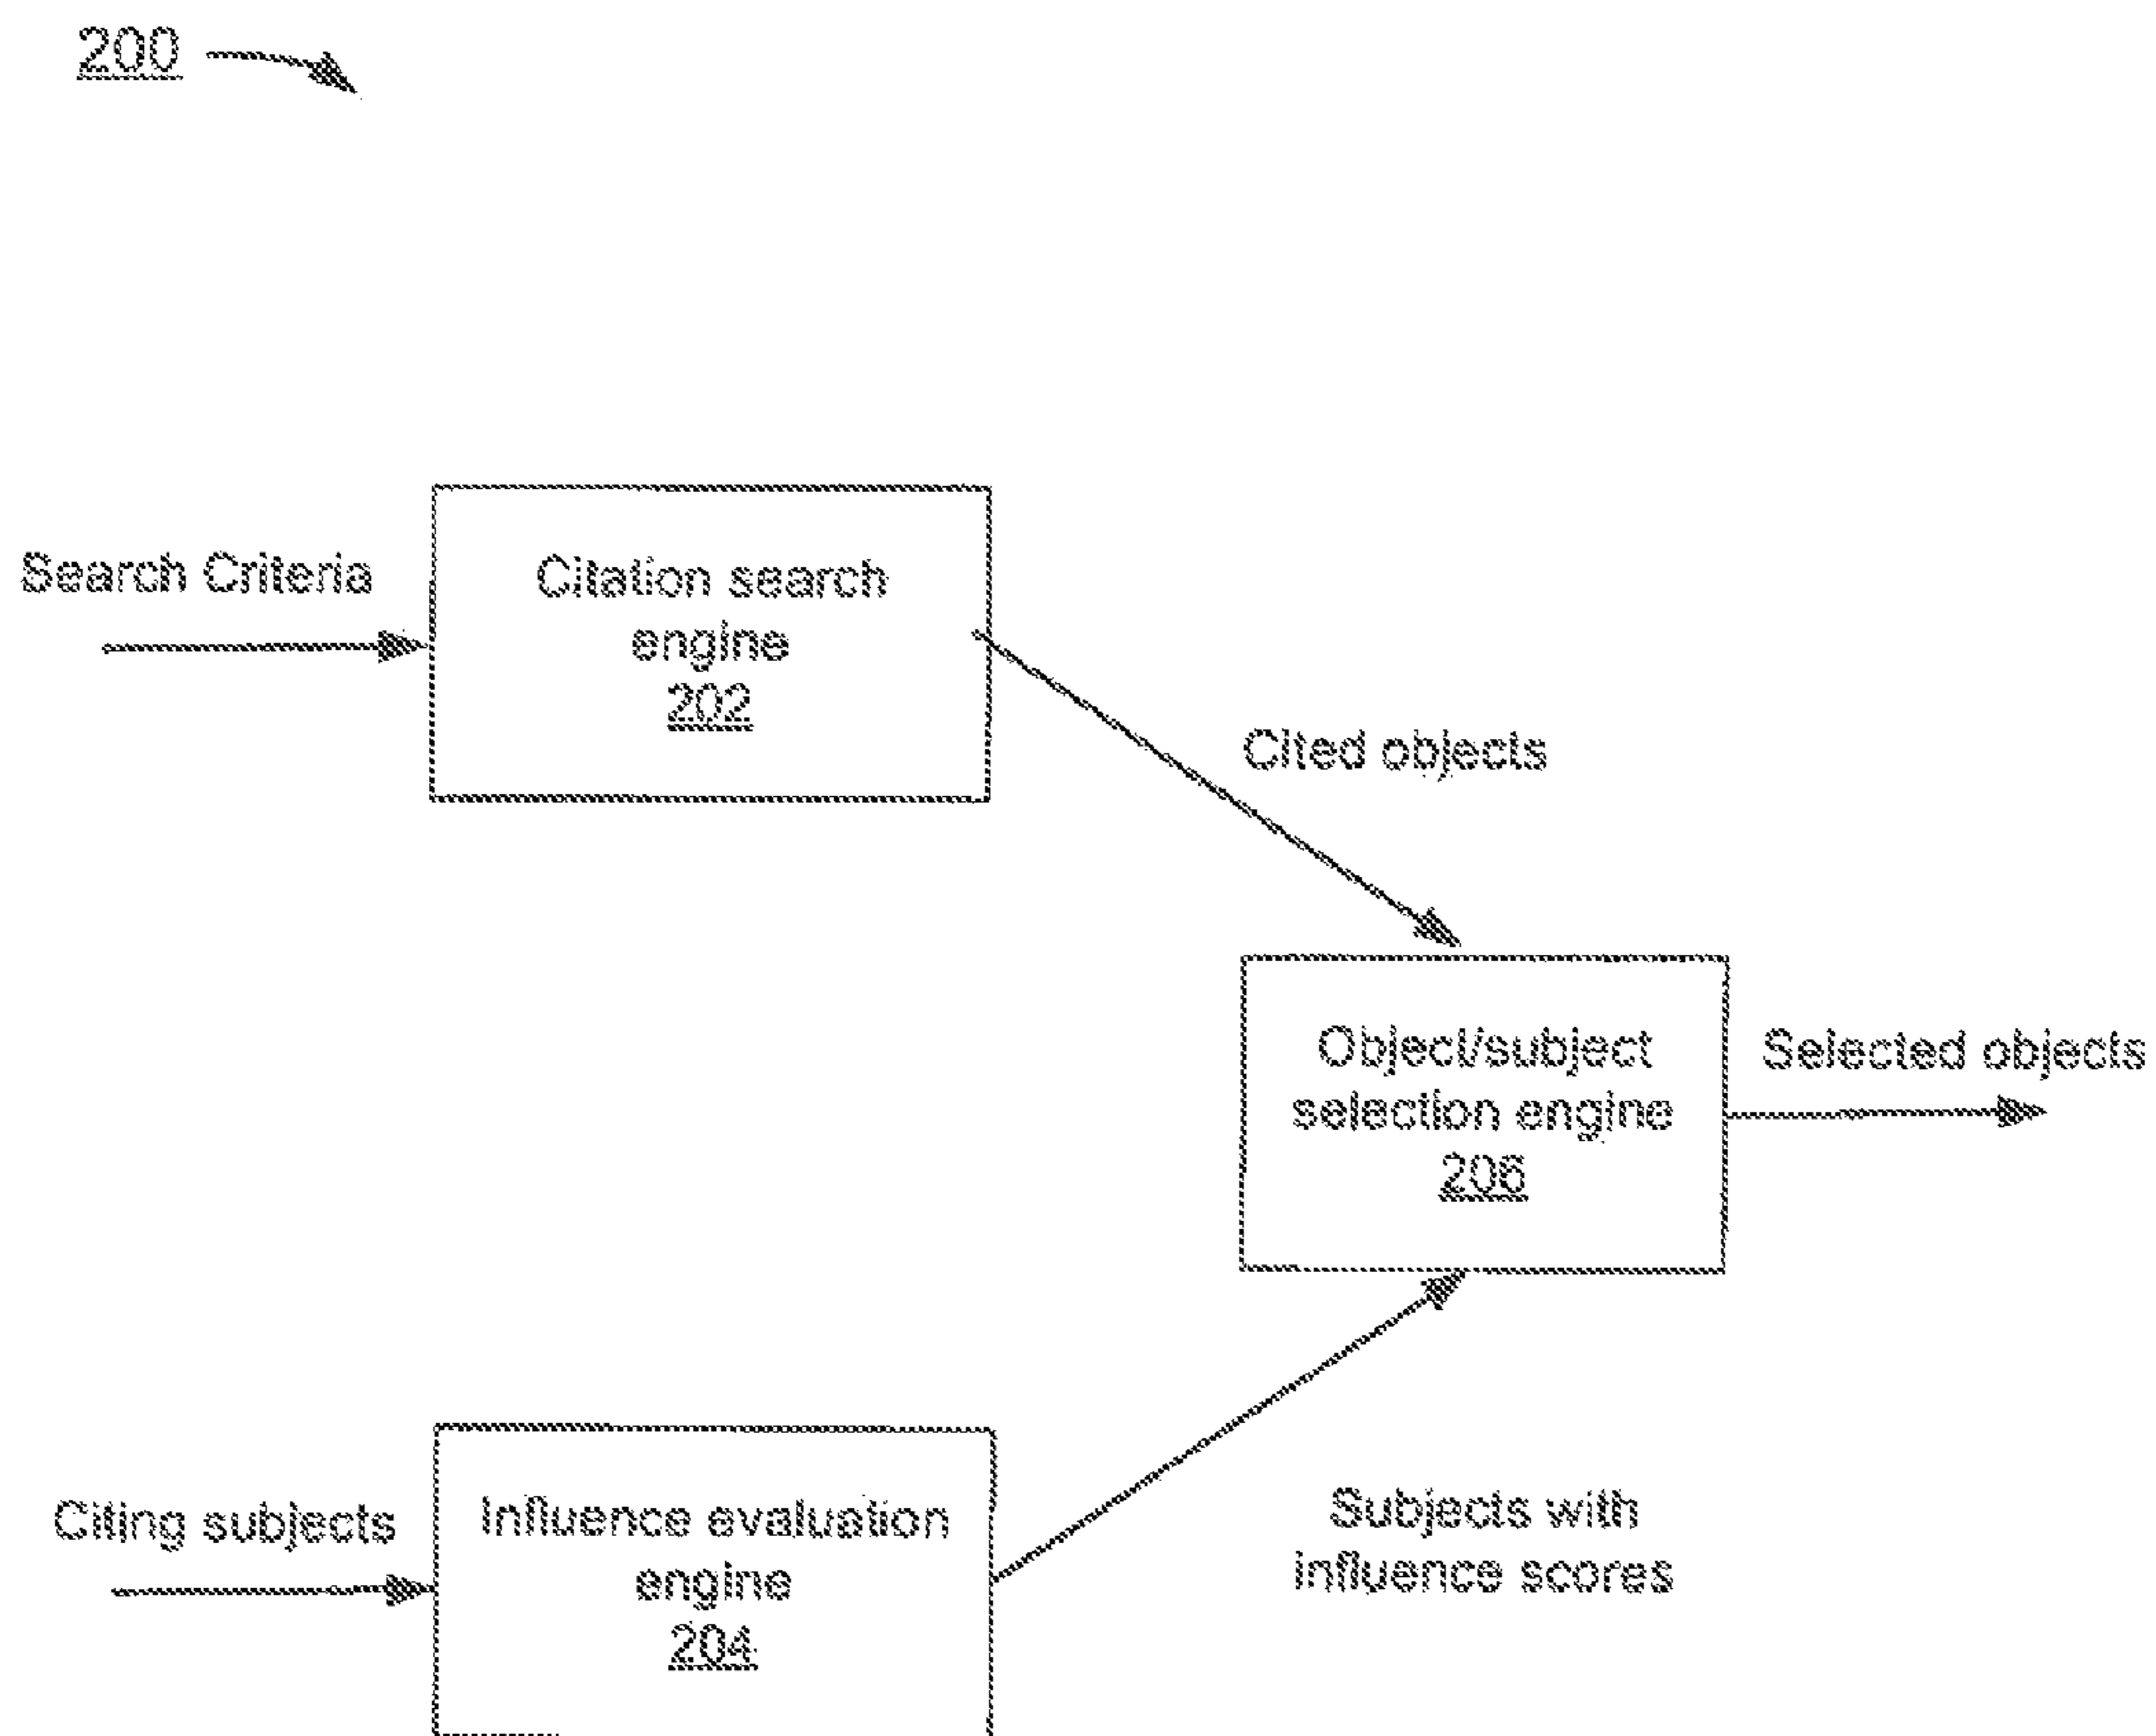 200
Search Criteria
Citation search
engine
202
Cited objects
Object/subject
selection engine
206
Selected objects
Citing subjects
Influence evaluation
engine
204
Subjects with
influence scores